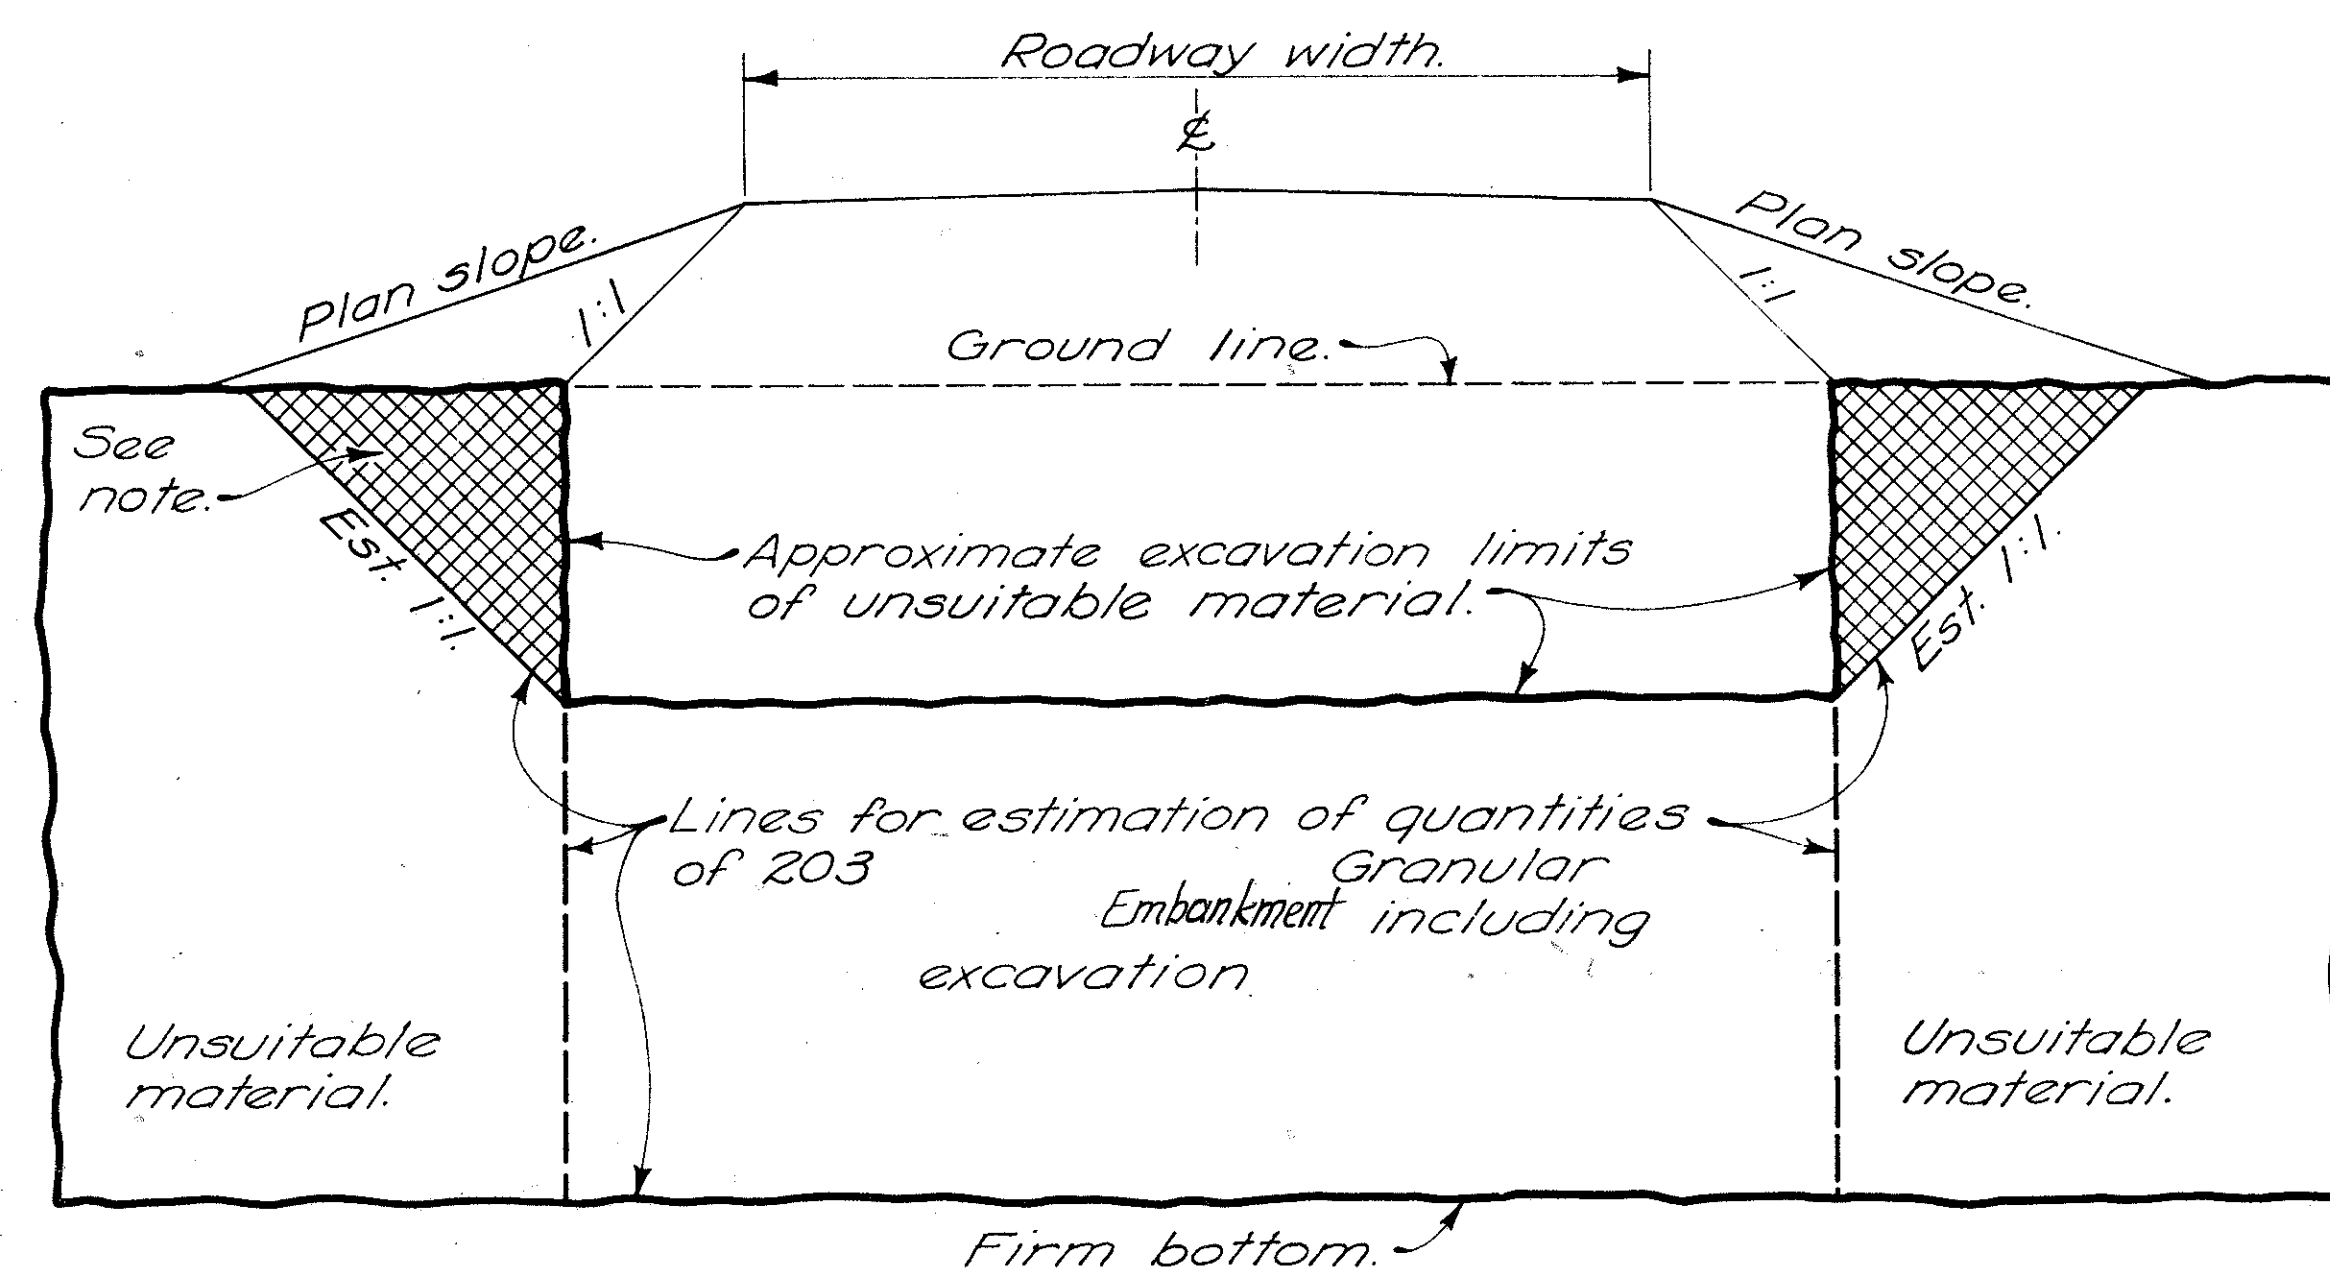 Roadway width.
℄
Plan slope.
1:1
Plan slope.
1:1
Ground line.
See
note.
Est. 1:1.
Approximate excavation limits
of unsuitable material.
Est. 1:1.
Lines for estimation of quantities
of 203 Granular
Embankment including
excavation
Unsuitable
material.
Unsuitable
material.
Firm bottom.